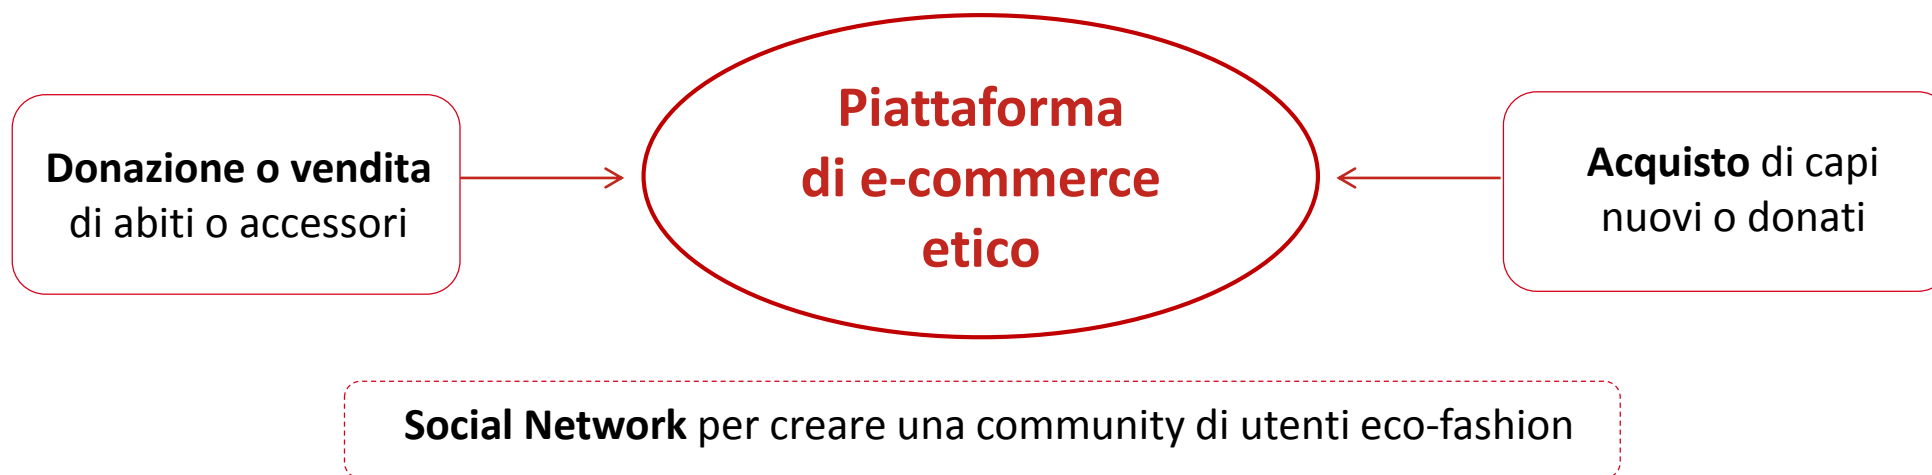 Donazione o vendita
di abiti o accessori
Piattaforma
di e-commerce
etico
Acquisto di capi
nuovi o donati
Social Network per creare una community di utenti eco-fashion